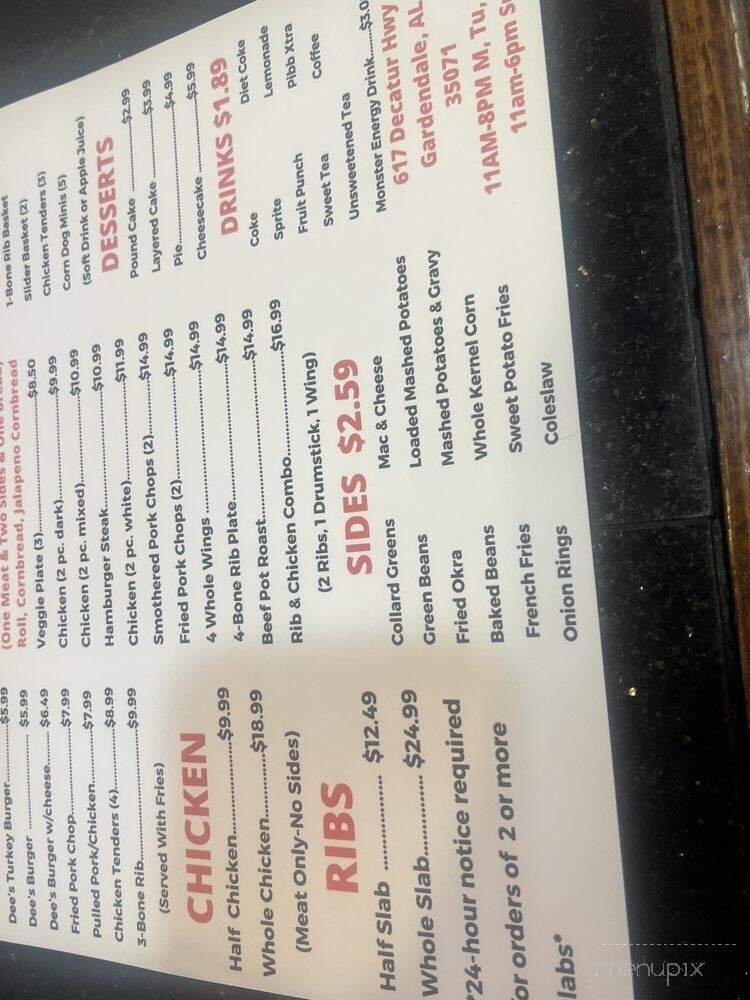 Dee's Turkey Burger..............$5.99
Dee's Burger .................. $5.99
Dee's Burger w/cheese......... $6.49
Fried Pork Chop.................$7.99
Pulled Pork/Chicken............$7.99
Chicken Tenders (4)............$8.99
3-Bone Rib......................$9.99
(Served With Fries)
CHICKEN
Half Chicken..................$9.99
Whole Chicken..............$18.99
(Meat Only-No Sides)
RIBS
Half Slab .................. $12.49
Whole Slab............... $24.99
*24-hour notice required
or orders of 2 or more
labs*
(One Meat & Two Sides & One
Roll, Cornbread, Jalapeno Cornbread
Veggie Plate (3)........................$8.50
Chicken (2 pc. dark)....................$9.99
Chicken (2 pc. mixed)................$10.99
Hamburger Steak......................$10.99
Chicken (2 pc. white)..................$11.99
Smothered Pork Chops (2)..........$14.99
Fried Pork Chops (2)..................$14.99
4 Whole Wings .......................$14.99
4-Bone Rib Plate......................$14.99
Beef Pot Roast........................$14.99
Rib & Chicken Combo................$16.99
(2 Ribs, 1 Drumstick, 1 Wing)
SIDES $2.59
Collard Greens
Green Beans
Fried Okra
Baked Beans
French Fries
Onion Rings
Mac & Cheese
Loaded Mashed Potatoes
Mashed Potatoes & Gravy
Whole Kernel Corn
Sweet Potato Fries
Coleslaw
1-Bone Rib Basket
Slider Basket (2)
Chicken Tenders (3)
Corn Dog Minis (5)
(Soft Drink or Apple Juice)
DESSERTS
Pound Cake ..............$2.99
Layered Cake .............$3.99
Pie..........................$4.99
Cheesecake ...............$5.99
DRINKS $1.89
Coke
Sprite
Fruit Punch
Sweet Tea
Unsweetened Tea
Diet Coke
Lemonade
Pibb Xtra
Coffee
Monster Energy Drink.......$3.0
617 Decatur Hwy
Gardendale, AL
35071
11AM-8PM M, Tu,
11am-6pm
menupix